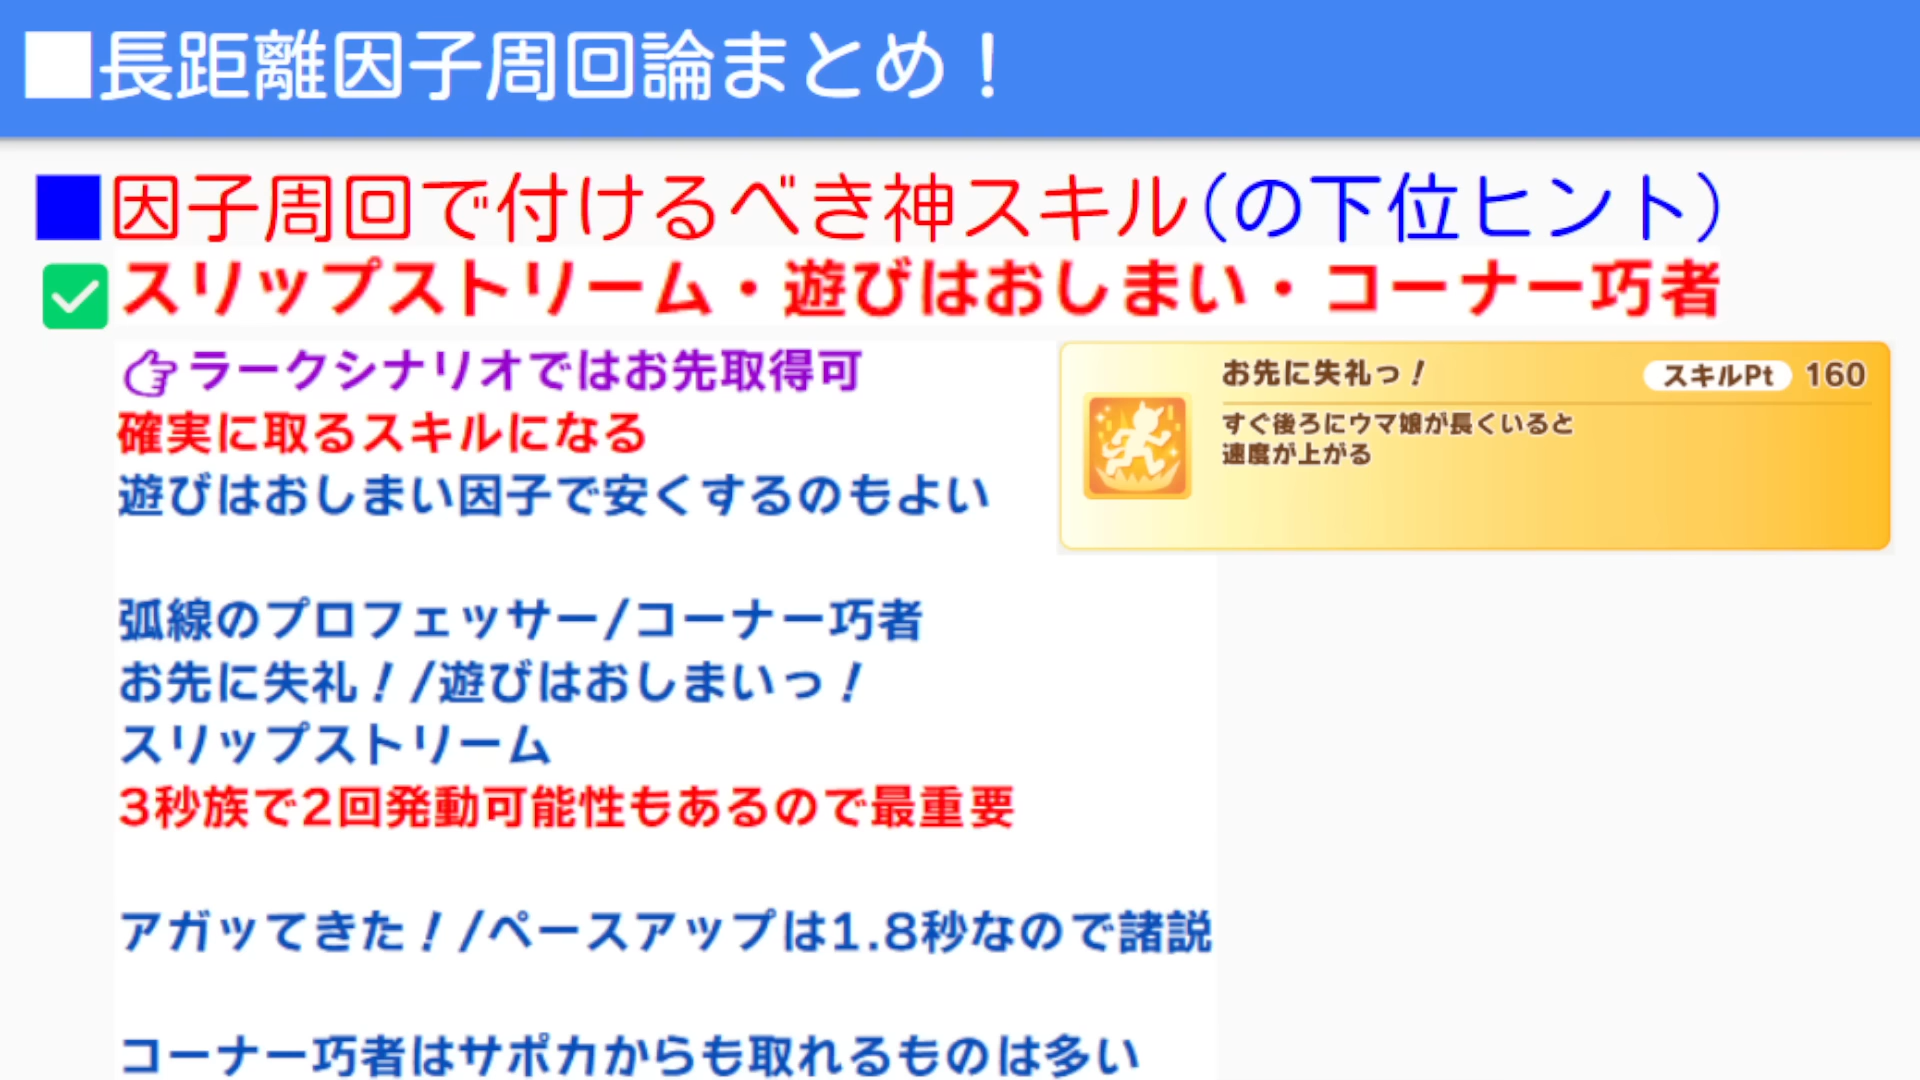 ■長距離因子周回論まとめ！
■因子周回で付けるべき神スキル(の下位ヒント)
✅スリップストリーム・遊びはおしまい・コーナー巧者
👉ラークシナリオではお先取得可
確実に取るスキルになる
遊びはおしまい因子で安くするのもよい
お先に失礼っ！ スキルPt 160
すぐ後ろにウマ娘が長くいると
速度が上がる
弧線のプロフェッサー/コーナー巧者
お先に失礼！/遊びはおしまいっ！
スリップストリーム
3秒族で2回発動可能性もあるので最重要
アガッてきた！/ペースアップは1.8秒なので諸説
コーナー巧者はサポカからも取れるものは多い